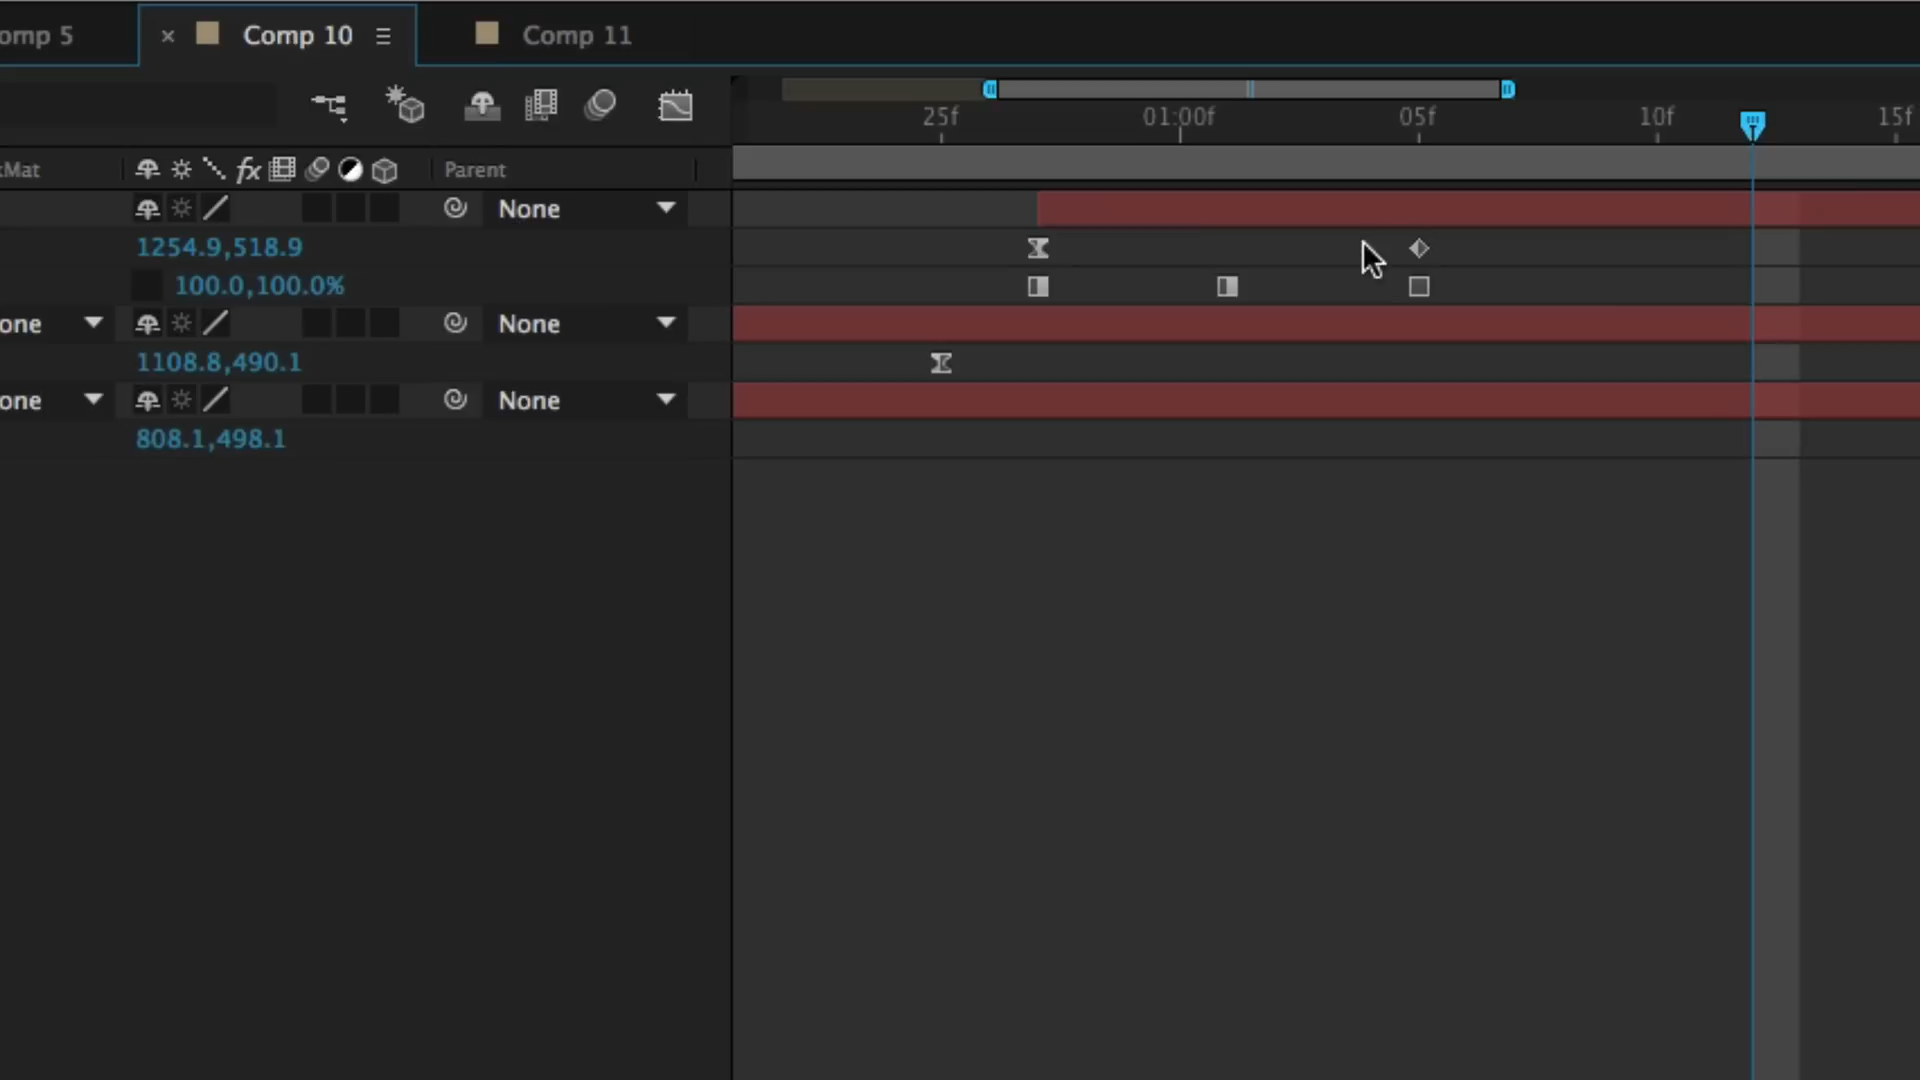 omp 5
Comp 10
Comp 11
25f
01:00f
05f
10f
15f
Mat
fx
Parent
None
1254.9,518.9
100.0,100.0%
one
None
1108.8,490.1
one
None
808.1,498.1